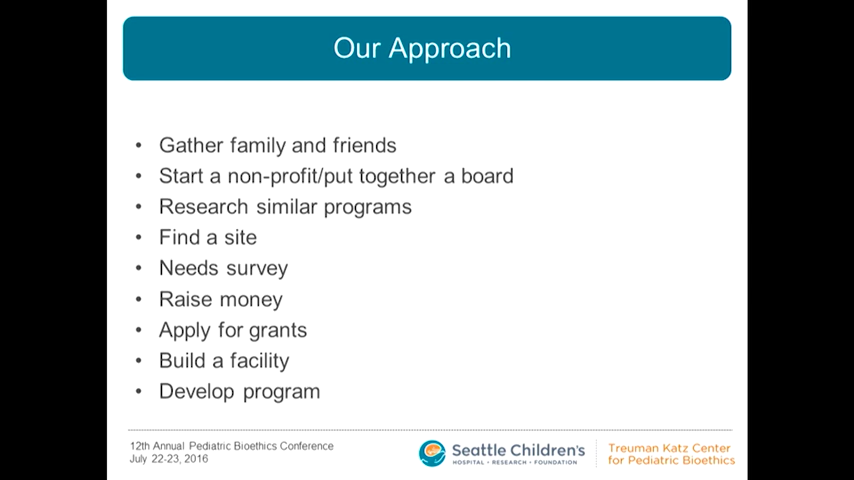 Our Approach
• Gather family and friends
• Start a non-profit/put together a board
• Research similar programs
• Find a site
• Needs survey
• Raise money
• Apply for grants
• Build a facility
• Develop program
12th Annual Pediatric Bioethics Conference
July 22-23, 2016
Seattle Children's
HOSPITAL • RESEARCH • FOUNDATION
Treuman Katz Center
for Pediatric Bioethics